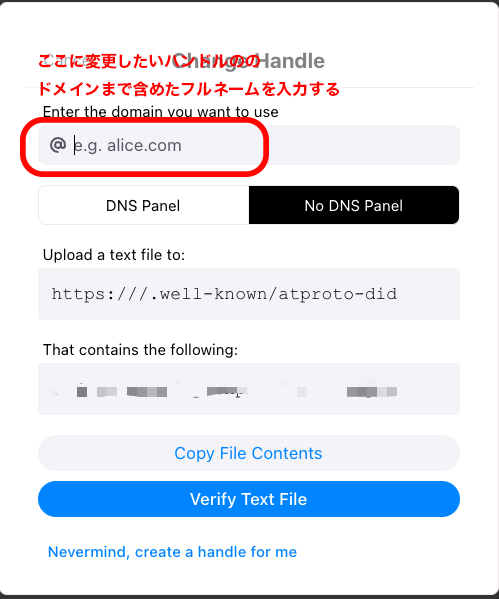 Cancel Change Handle
ここに変更したいハンドルのの
ドメインまで含めたフルネームを入力する
Enter the domain you want to use
@ e.g. alice.com
DNS Panel No DNS Panel
Upload a text file to:
https:///.well-known/atproto-did
That contains the following:
Copy File Contents
Verify Text File
Nevermind, create a handle for me